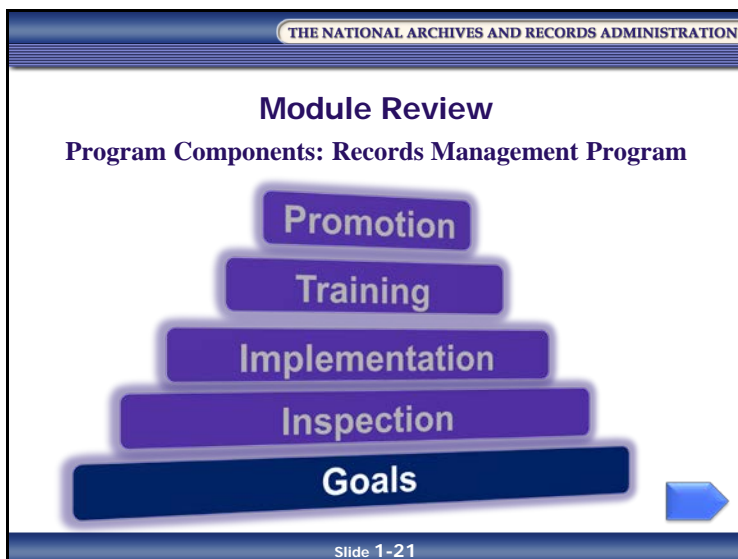 THE NATIONAL ARCHIVES AND RECORDS ADMINISTRATION
Module Review
Program Components: Records Management Program
Promotion
Training
Implementation
Inspection
Goals
Slide 1-21